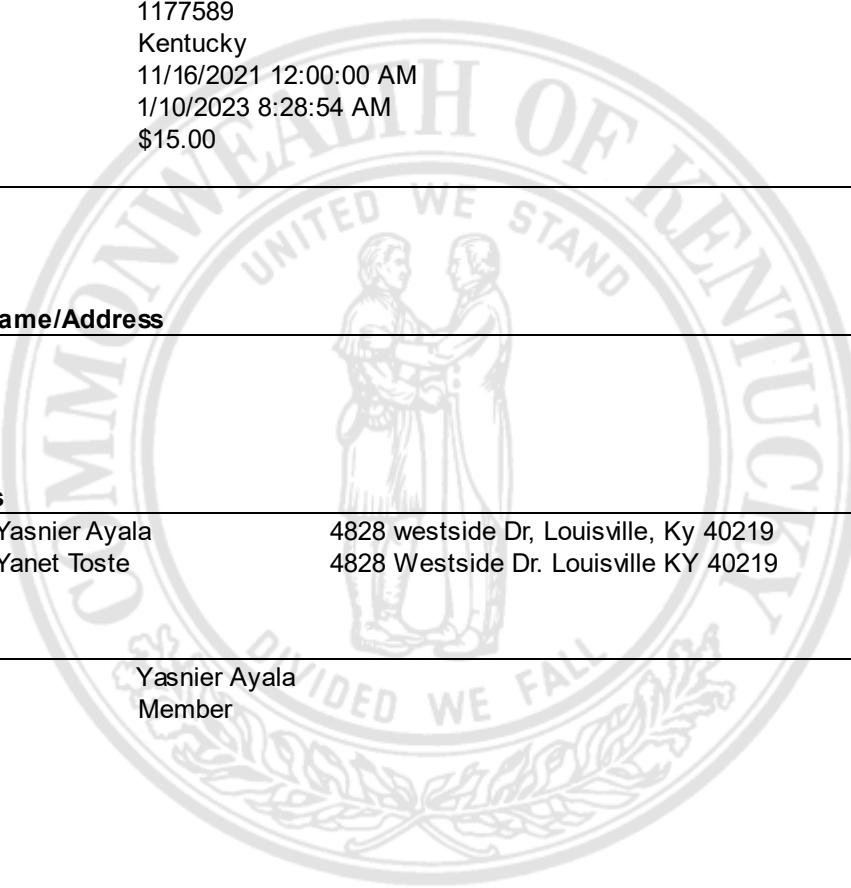 1177589
Kentucky
11/16/2021 12:00:00 AM
1/10/2023 8:28:54 AM
$15.00
COMMONWEALTH OF KENTUCKY
UNITED WE STAND
ame/Address
s
Yasnier Ayala 4828 westside Dr, Louisville, Ky 40219
Yanet Toste 4828 Westside Dr. Louisville KY 40219
DIVIDED WE FALL
Yasnier Ayala
Member